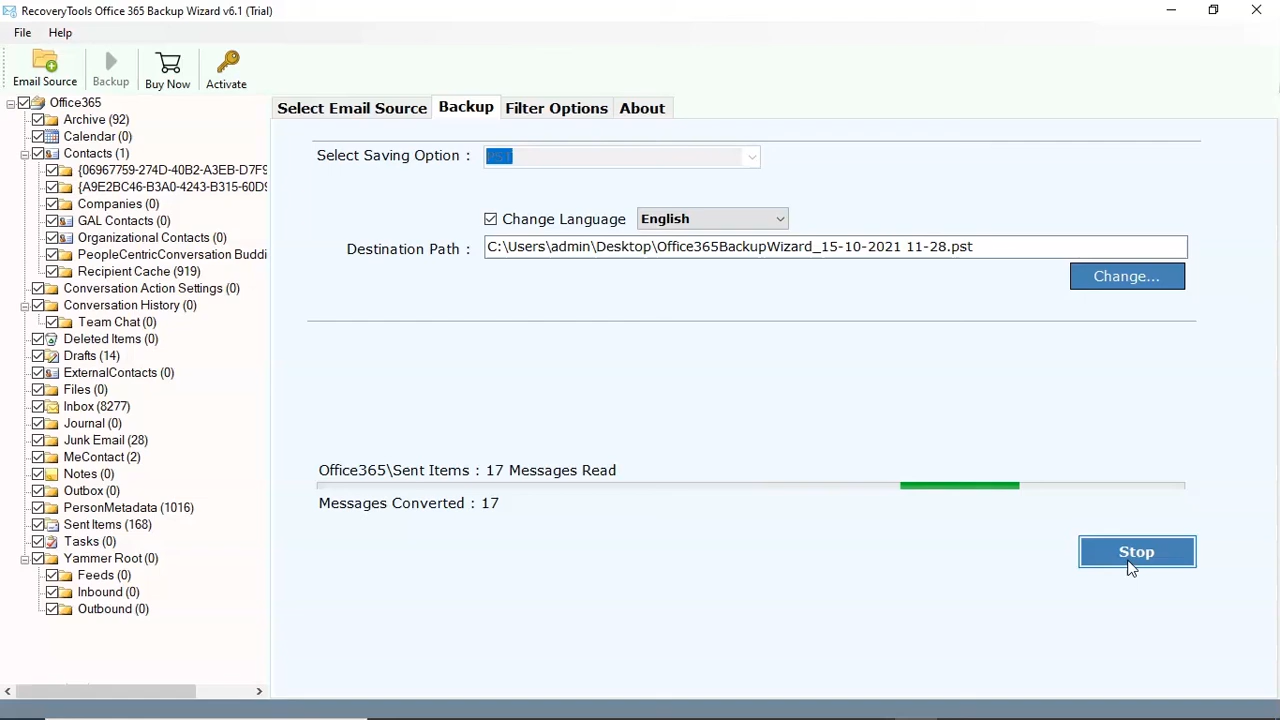 RecoveryTools Office 365 Backup Wizard v6.1 (Trial)
File Help
Email Source Backup Buy Now Activate
Office365
Archive (92)
Calendar (0)
Contacts (1)
{06967759-274D-40B2-A3EB-D7F9
{A9E2BC46-B3A0-4243-B315-60D9
Companies (0)
GAL Contacts (0)
Organizational Contacts (0)
PeopleCentricConversation Buddi
Recipient Cache (919)
Conversation Action Settings (0)
Conversation History (0)
Team Chat (0)
Deleted Items (0)
Drafts (14)
ExternalContacts (0)
Files (0)
Inbox (8277)
Journal (0)
Junk Email (28)
MeContact (2)
Notes (0)
Outbox (0)
PersonMetadata (1016)
Sent Items (168)
Tasks (0)
Yammer Root (0)
Feeds (0)
Inbound (0)
Outbound (0)
Select Email Source Backup Filter Options About
Select Saving Option : PST
Change Language English
Destination Path : C:\Users\admin\Desktop\Office365BackupWizard_15-10-2021 11-28.pst
Change...
Office365\Sent Items : 17 Messages Read
Messages Converted : 17
Stop